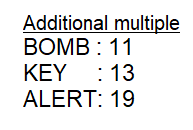 Additional multiple
BOMB : 11
KEY : 13
ALERT: 19